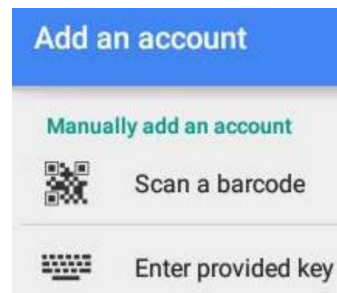 Add an account
Manually add an account
Scan a barcode
Enter provided key